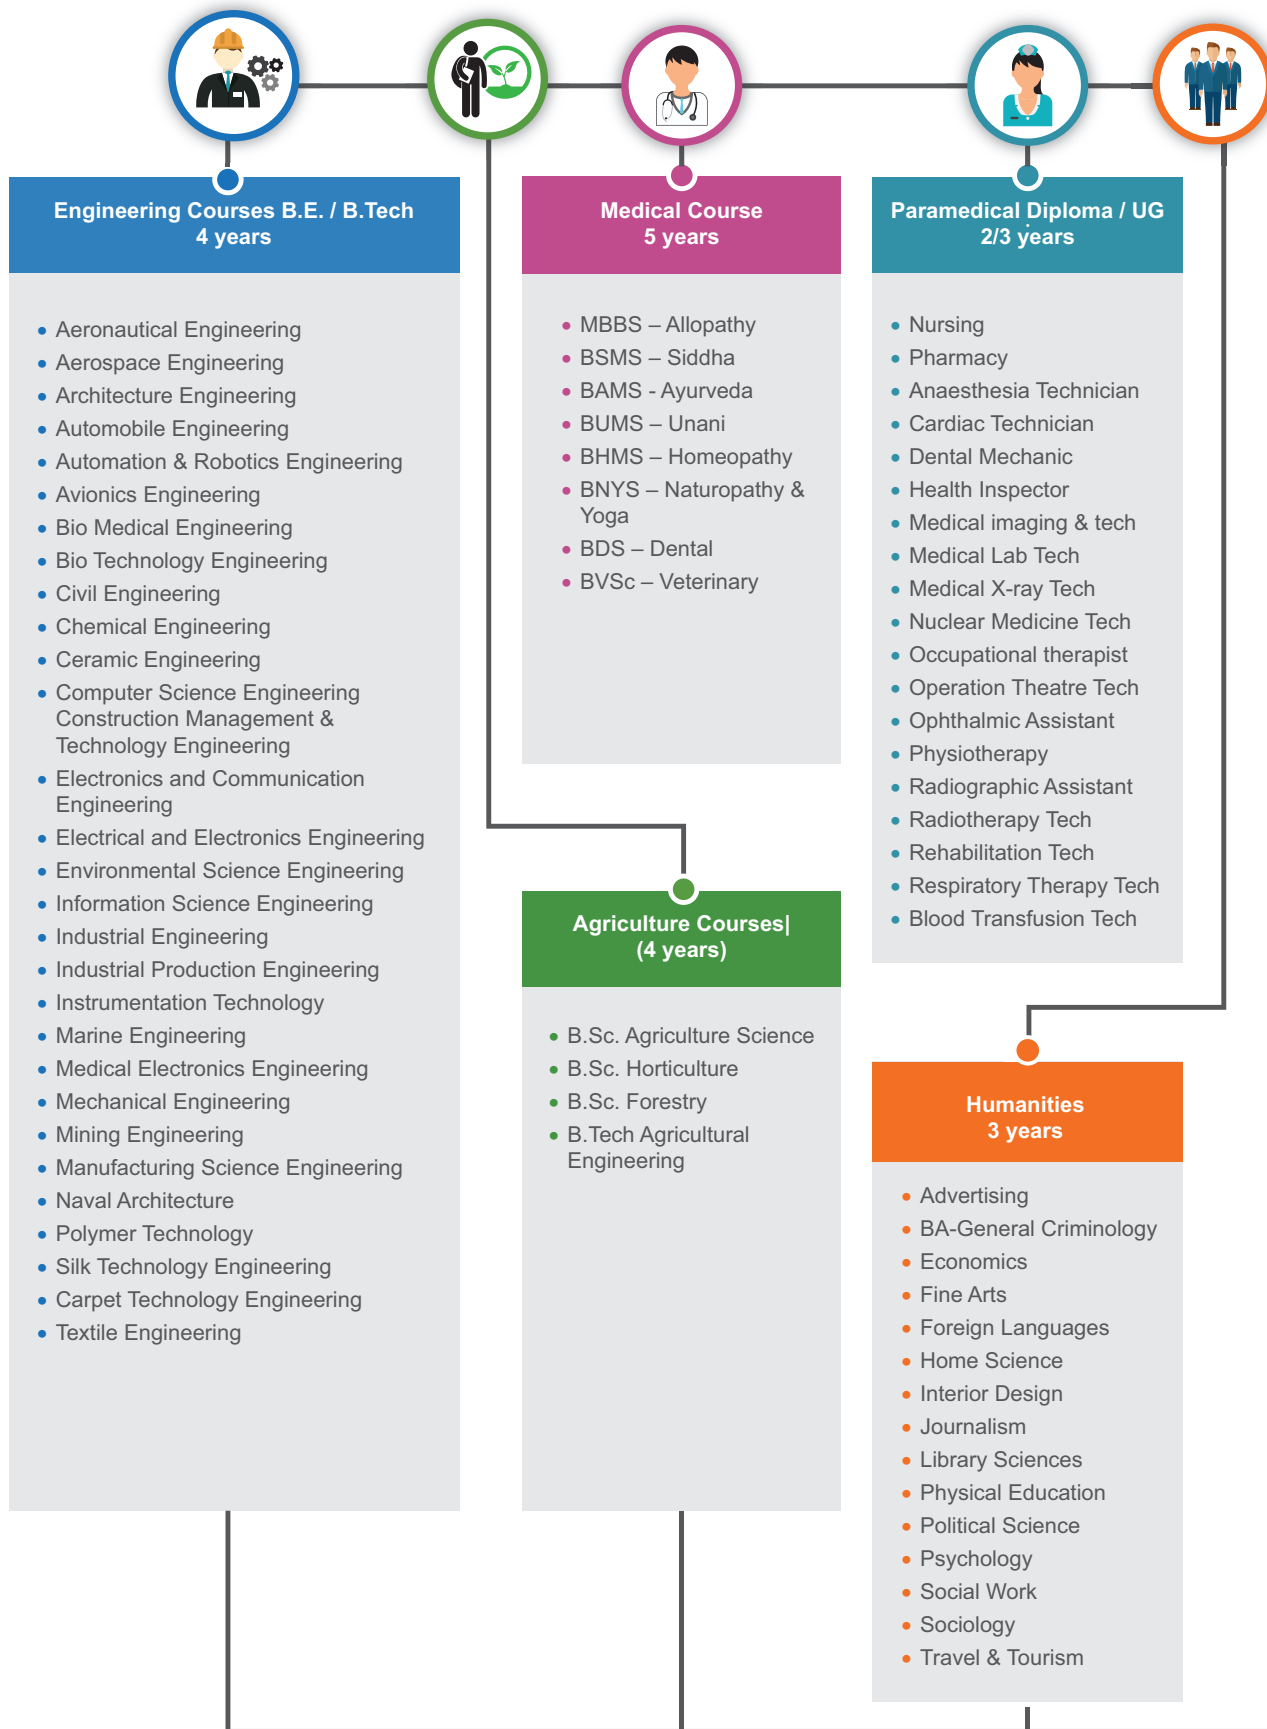 Engineering Courses B.E. / B.Tech
4 years
• Aeronautical Engineering
• Aerospace Engineering
• Architecture Engineering
• Automobile Engineering
• Automation & Robotics Engineering
• Avionics Engineering
• Bio Medical Engineering
• Bio Technology Engineering
• Civil Engineering
• Chemical Engineering
• Ceramic Engineering
• Computer Science Engineering
Construction Management &
Technology Engineering
• Electronics and Communication
Engineering
• Electrical and Electronics Engineering
• Environmental Science Engineering
• Information Science Engineering
• Industrial Engineering
• Industrial Production Engineering
• Instrumentation Technology
• Marine Engineering
• Medical Electronics Engineering
• Mechanical Engineering
• Mining Engineering
• Manufacturing Science Engineering
• Naval Architecture
• Polymer Technology
• Silk Technology Engineering
• Carpet Technology Engineering
• Textile Engineering
Medical Course
5 years
• MBBS – Allopathy
• BSMS – Siddha
• BAMS - Ayurveda
• BUMS – Unani
• BHMS – Homeopathy
• BNYS – Naturopathy &
Yoga
• BDS – Dental
• BVSc – Veterinary
Agriculture Courses|
(4 years)
• B.Sc. Agriculture Science
• B.Sc. Horticulture
• B.Sc. Forestry
• B.Tech Agricultural
Engineering
Paramedical Diploma / UG
2/3 years
• Nursing
• Pharmacy
• Anaesthesia Technician
• Cardiac Technician
• Dental Mechanic
• Health Inspector
• Medical imaging & tech
• Medical Lab Tech
• Medical X-ray Tech
• Nuclear Medicine Tech
• Occupational therapist
• Operation Theatre Tech
• Ophthalmic Assistant
• Physiotherapy
• Radiographic Assistant
• Radiotherapy Tech
• Rehabilitation Tech
• Respiratory Therapy Tech
• Blood Transfusion Tech
Humanities
3 years
• Advertising
• BA-General Criminology
• Economics
• Fine Arts
• Foreign Languages
• Home Science
• Interior Design
• Journalism
• Library Sciences
• Physical Education
• Political Science
• Psychology
• Social Work
• Sociology
• Travel & Tourism